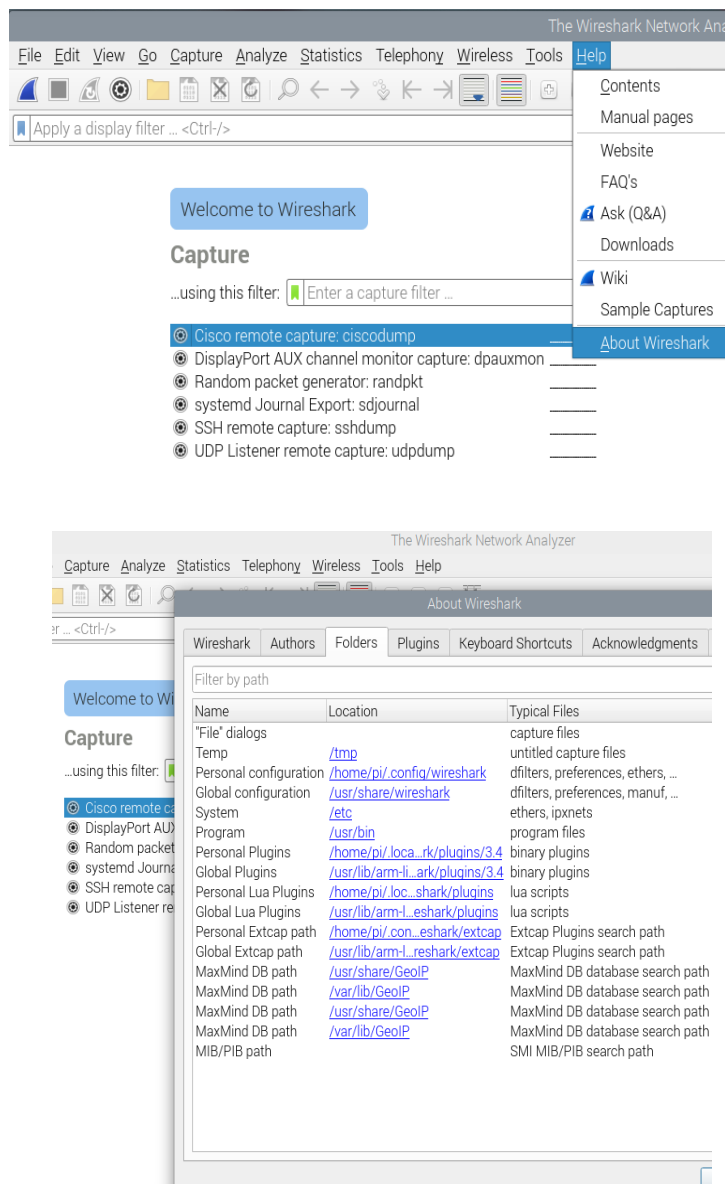 The Wireshark Network Ana
File Edit View Go Capture Analyze Statistics Telephony Wireless Tools Help
Apply a display filter ... <Ctrl-/>
Contents
Manual pages
Website
FAQ's
Ask (Q&A)
Downloads
Wiki
Sample Captures
About Wireshark
Welcome to Wireshark
Capture
...using this filter: Enter a capture filter ...
Cisco remote capture: ciscodump
DisplayPort AUX channel monitor capture: dpauxmon
Random packet generator: randpkt
systemd Journal Export: sdjournal
SSH remote capture: sshdump
UDP Listener remote capture: udpdump
The Wireshark Network Analyzer
Capture Analyze Statistics Telephony Wireless Tools Help
er ... <Ctrl-/>
Welcome to Wi
Capture
...using this filter:
Cisco remote ca
DisplayPort AUX
Random packet
systemd Journa
SSH remote cap
UDP Listener re
About Wireshark
Wireshark Authors Folders Plugins Keyboard Shortcuts Acknowledgments
Filter by path
Name Location Typical Files
"File" dialogs capture files
Temp /tmp untitled capture files
Personal configuration /home/pi/.config/wireshark dfilters, preferences, ethers, ...
Global configuration /usr/share/wireshark dfilters, preferences, manuf, ...
System /etc ethers, ipxnets
Program /usr/bin program files
Personal Plugins /home/pi/.loca...rk/plugins/3.4 binary plugins
Global Plugins /usr/lib/arm-li...ark/plugins/3.4 binary plugins
Personal Lua Plugins /home/pi/.loc...shark/plugins lua scripts
Global Lua Plugins /usr/lib/arm-l...eshark/plugins lua scripts
Personal Extcap path /home/pi/.con...eshark/extcap Extcap Plugins search path
Global Extcap path /usr/lib/arm-l...reshark/extcap Extcap Plugins search path
MaxMind DB path /usr/share/GeoIP MaxMind DB database search path
MaxMind DB path /var/lib/GeoIP MaxMind DB database search path
MaxMind DB path /usr/share/GeoIP MaxMind DB database search path
MaxMind DB path /var/lib/GeoIP MaxMind DB database search path
MIB/PIB path SMI MIB/PIB search path